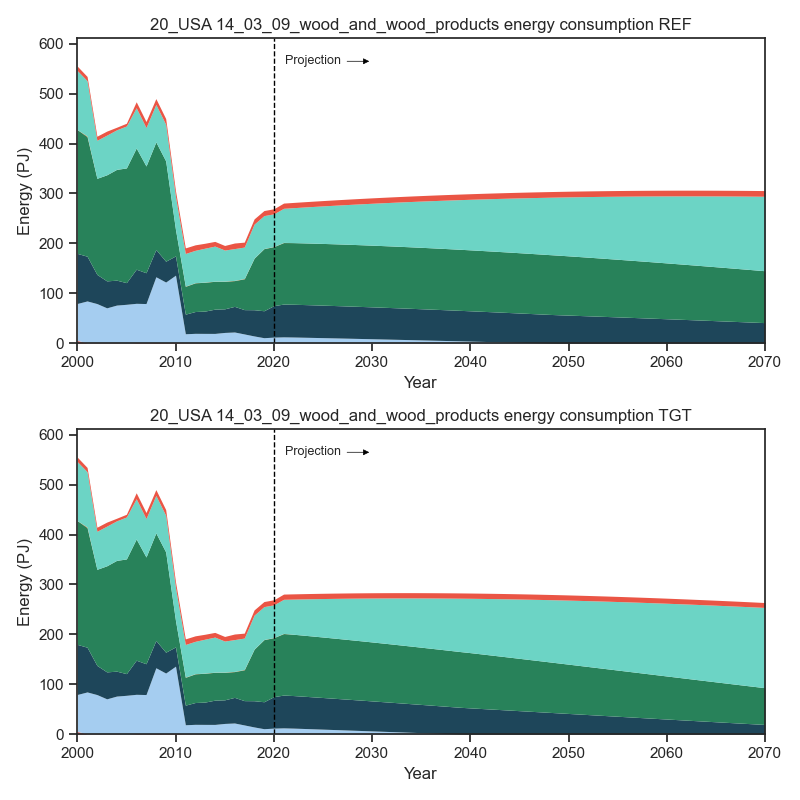 20_USA 14_03_09_wood_and_wood_products energy consumption REF
600
500
400
300
200
100
0
Energy (PJ)
Projection
2000 2010 2020 2030 2040 2050 2060 2070
Year
20_USA 14_03_09_wood_and_wood_products energy consumption TGT
600
500
400
300
200
100
0
Energy (PJ)
Projection
2000 2010 2020 2030 2040 2050 2060 2070
Year